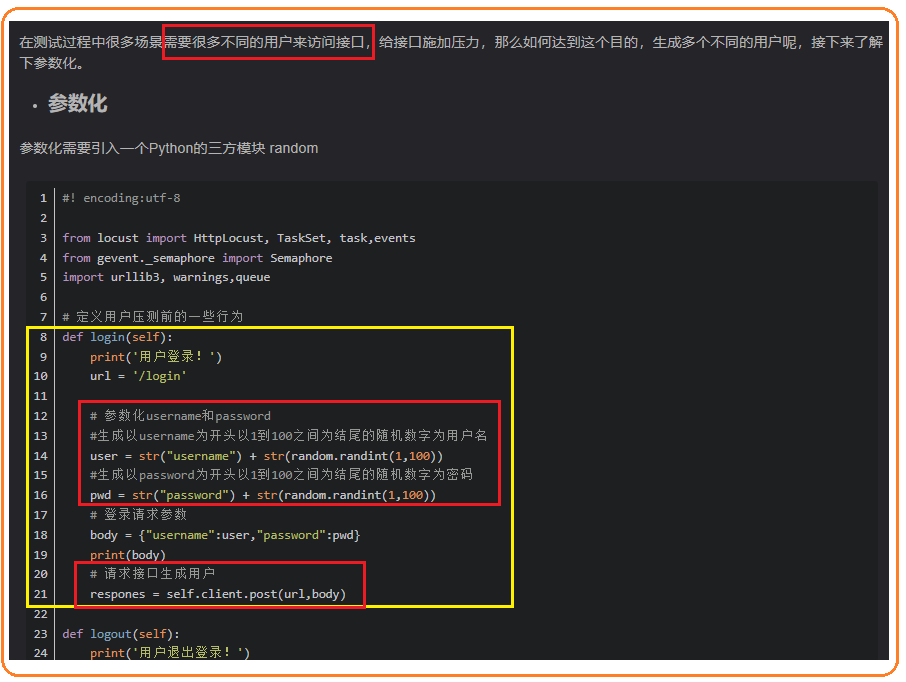 在测试过程中很多场景需要很多不同的用户来访问接口，给接口施加压力，那么如何达到这个目的，生成多个不同的用户呢，接下来了解
下参数化。
• 参数化
参数化需要引入一个Python的三方模块 random
1 #! encoding:utf-8
2
3 from locust import HttpLocust, TaskSet, task,events
4 from gevent._semaphore import Semaphore
5 import urllib3, warnings,queue
6
7 # 定义用户压测前的一些行为
8 def login(self):
9     print('用户登录！')
10     url = '/login'
11
12     # 参数化username和password
13     #生成以username为开头以1到100之间为结尾的随机数字为用户名
14     user = str("username") + str(random.randint(1,100))
15     #生成以password为开头以1到100之间为结尾的随机数字为密码
16     pwd = str("password") + str(random.randint(1,100))
17     # 登录请求参数
18     body = {"username":user,"password":pwd}
19     print(body)
20     # 请求接口生成用户
21     respones = self.client.post(url,body)
22
23 def logout(self):
24     print('用户退出登录！')